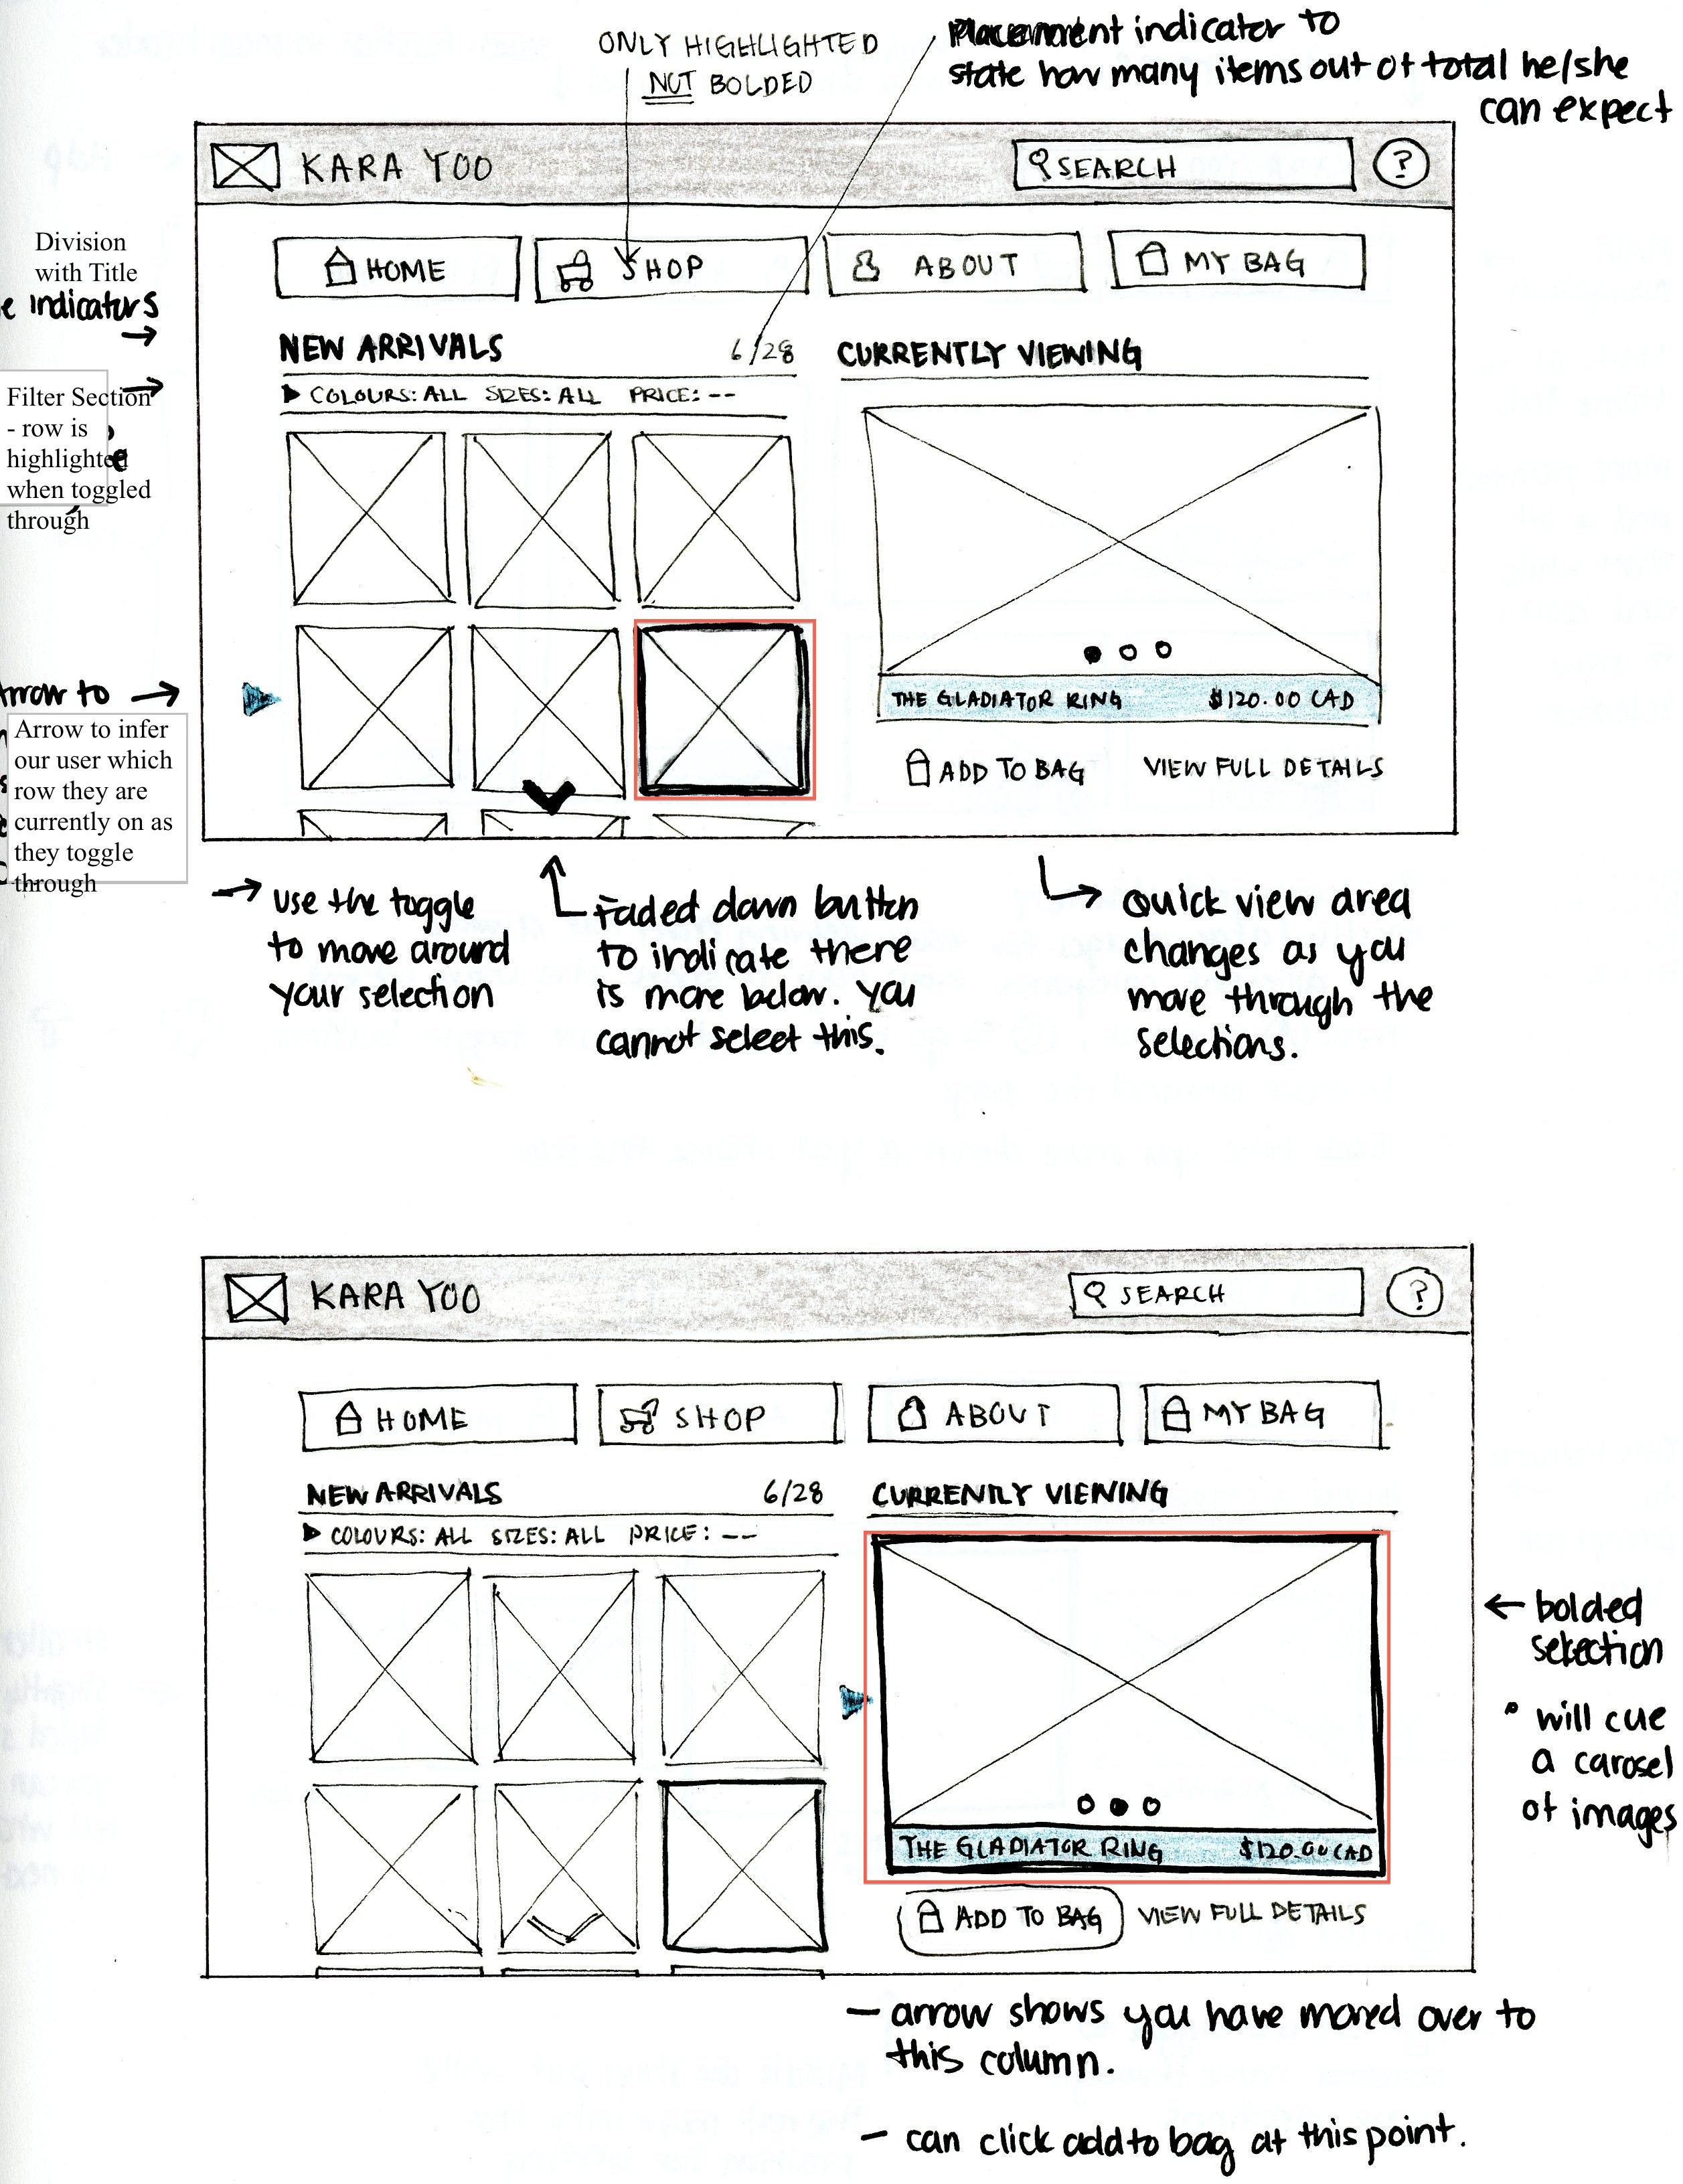 ONLY HIGHLIGHTED
NOT BOLDED
Placement indicator to
state how many items out of total he/she
can expect
KARA YOO
SEARCH
?
Division
with Title
indicators
HOME
SHOP
ABOUT
MY BAG
NEW ARRIVALS
6/28
CURRENTLY VIEWING
COLOURS: ALL SIZES: ALL PRICE: --
Filter Section
- row is
highlighted
when toggled
through
THE GLADIATOR RING
$120.00 CAD
ADD TO BAG
VIEW FULL DETAILS
Arrow to
Arrow to infer
our user which
row they are
currently on as
they toggle
through
use the toggle
to move around
your selection
Faded down button
to indicate there
is more below. You
cannot select this.
Quick view area
changes as you
move through the
selections.
KARA YOO
SEARCH
?
HOME
SHOP
ABOUT
MY BAG
NEW ARRIVALS
6/28
CURRENTLY VIEWING
COLOURS: ALL SIZES: ALL PRICE: --
THE GLADIATOR RING
$120.00 CAD
ADD TO BAG
VIEW FULL DETAILS
bolded
selection
• will cue
a carosel
of images
- arrow shows you have moved over to
this column.
- can click add to bag at this point.